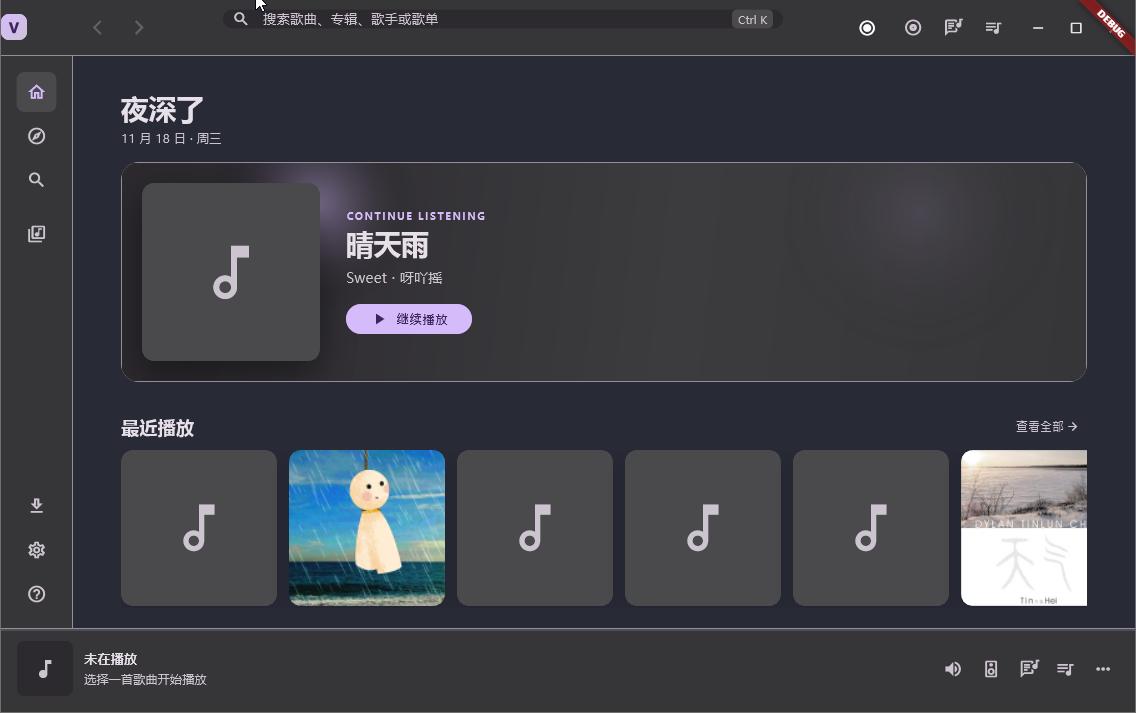 V
搜索歌曲、专辑、歌手或歌单
Ctrl K
DEBUG
夜深了
11 月 18 日 · 周三
CONTINUE LISTENING
晴天雨
Sweet · 呀吖摇
继续播放
最近播放
查看全部
DYLAN TINLUN CH
天气
Tin Hei
未在播放
选择一首歌曲开始播放